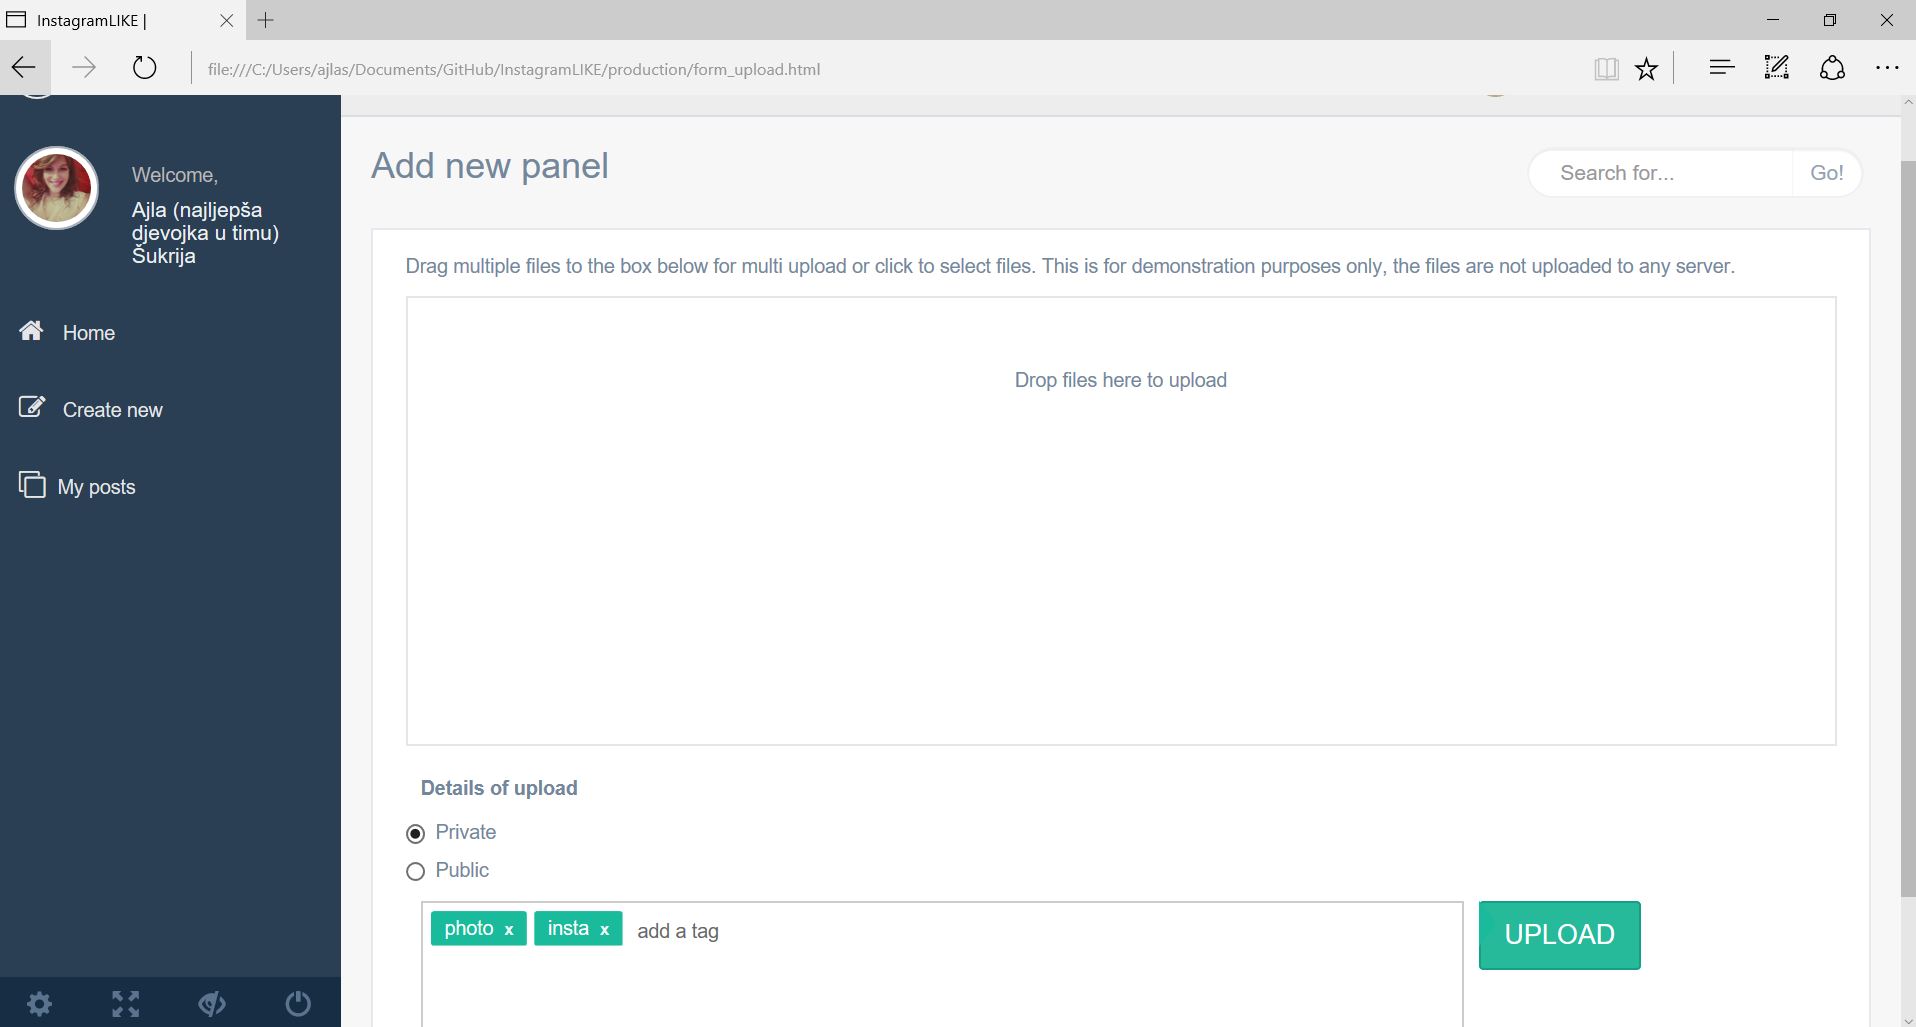 InstagramLIKE |
file:///C:/Users/ajlas/Documents/GitHub/InstagramLIKE/production/form_upload.html
Welcome,
Ajla (najljepša
djevojka u timu)
Šukrija
Home
Create new
My posts
Add new panel
Search for...
Go!
Drag multiple files to the box below for multi upload or click to select files. This is for demonstration purposes only, the files are not uploaded to any server.
Drop files here to upload
Details of upload
Private
Public
photo x insta x add a tag
UPLOAD